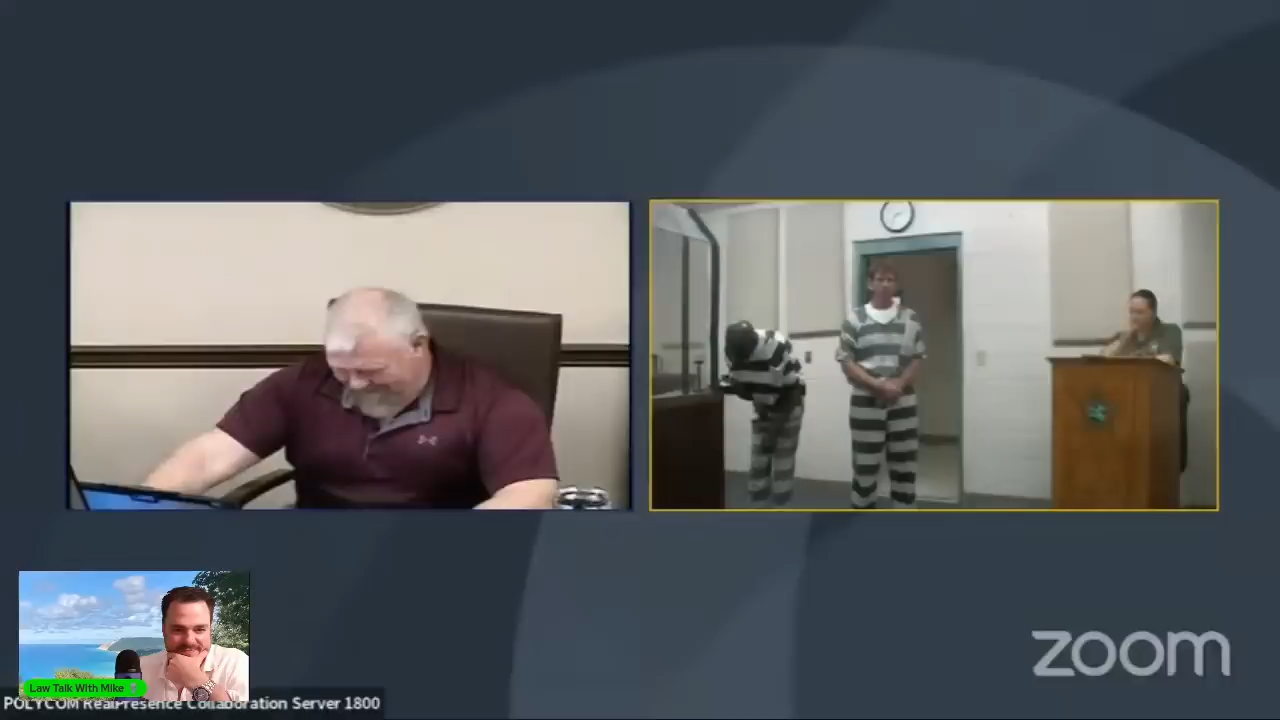 zoom
Law Talk With Mike
POLYCOM RealPresence Collaboration Server 1800